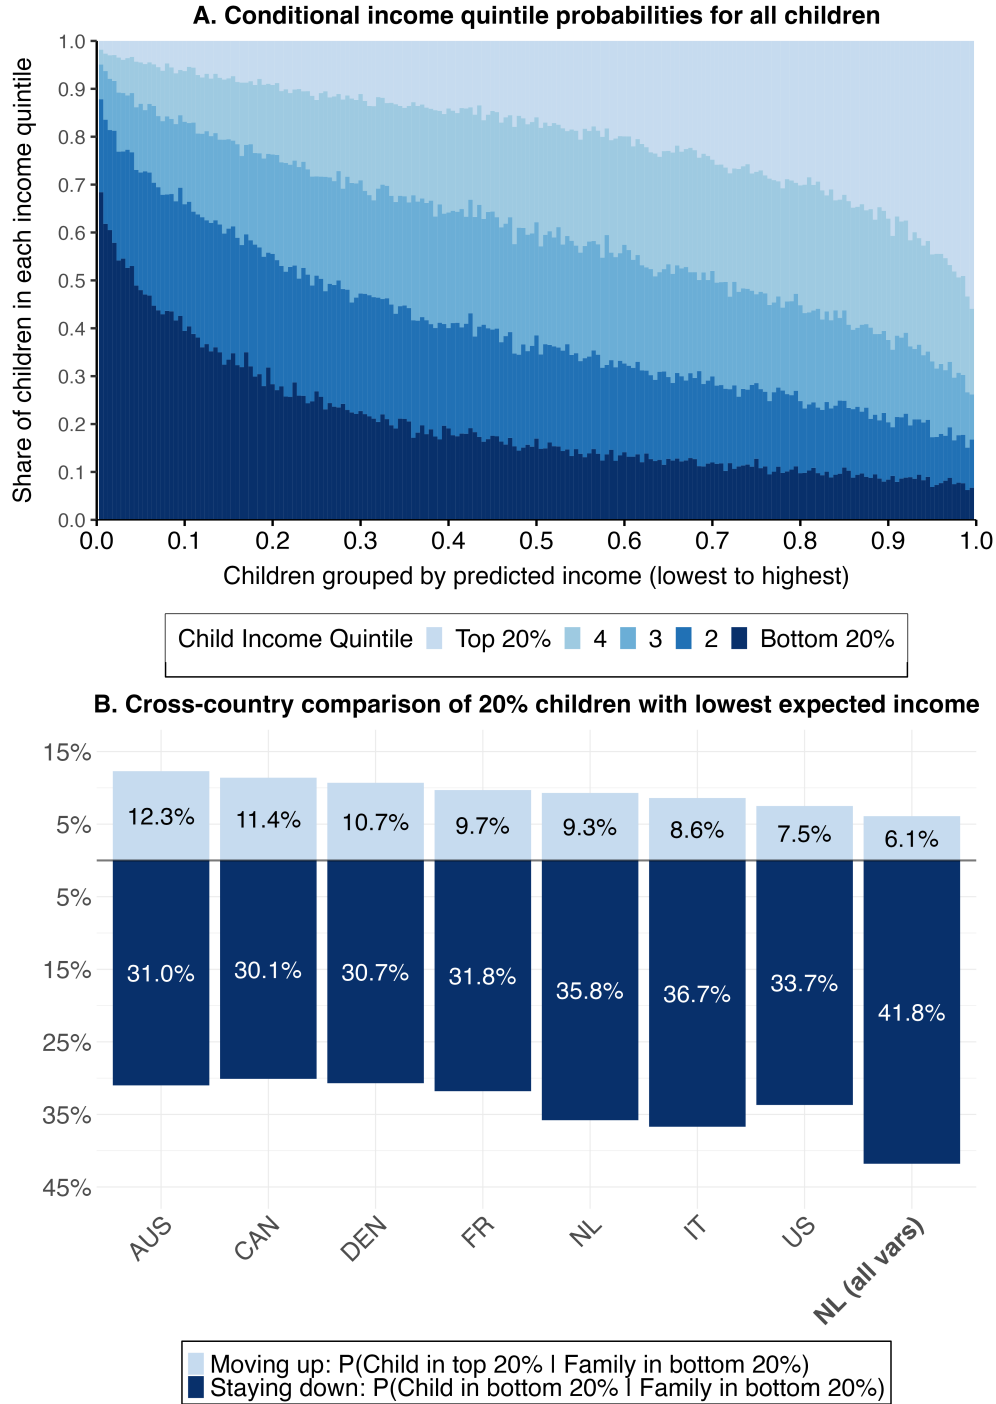 A. Conditional income quintile probabilities for all children
Share of children in each income quintile
1.0
0.9
0.8
0.7
0.6
0.5
0.4
0.3
0.2
0.1
0.0
0.0 0.1 0.2 0.3 0.4 0.5 0.6 0.7 0.8 0.9 1.0
Children grouped by predicted income (lowest to highest)
Child Income Quintile Top 20% 4 3 2 Bottom 20%
B. Cross-country comparison of 20% children with lowest expected income
15%
5%
5%
15%
25%
35%
45%
12.3% 11.4% 10.7% 9.7% 9.3% 8.6% 7.5% 6.1%
31.0% 30.1% 30.7% 31.8% 35.8% 36.7% 33.7% 41.8%
AUS CAN DEN FR NL IT US NL (all vars)
Moving up: P(Child in top 20% | Family in bottom 20%)
Staying down: P(Child in bottom 20% | Family in bottom 20%)